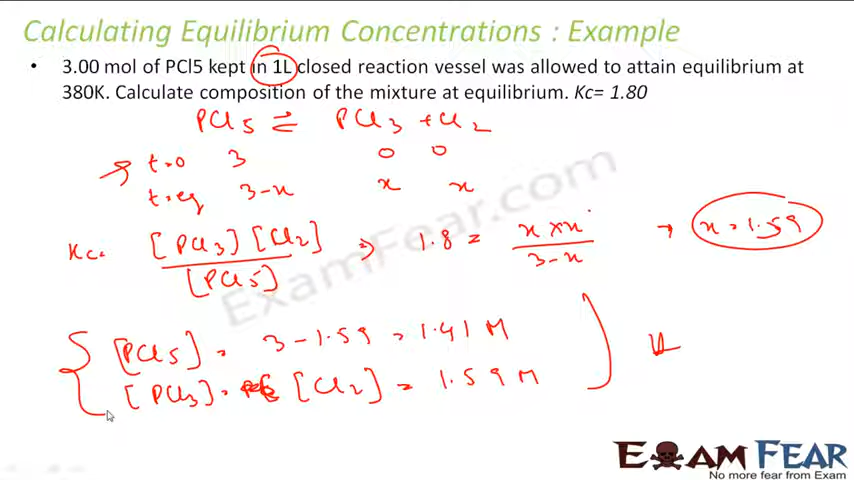 Calculating Equilibrium Concentrations : Example
• 3.00 mol of PCl5 kept in 1L closed reaction vessel was allowed to attain equilibrium at
380K. Calculate composition of the mixture at equilibrium. Kc= 1.80
PCl5 ⇌ PCl3 + Cl2
t=0 3 0 0
t=eq 3-x x x
Kc= [PCl3][Cl2] / [PCl5] ⇒ 1.8 = x × x / 3-x → x = 1.59
[PCl5] = 3 - 1.59 = 1.41 M
[PCl3] = [Cl2] = 1.59 M
ExamFear.com
EXAM FEAR
No more fear from Exam